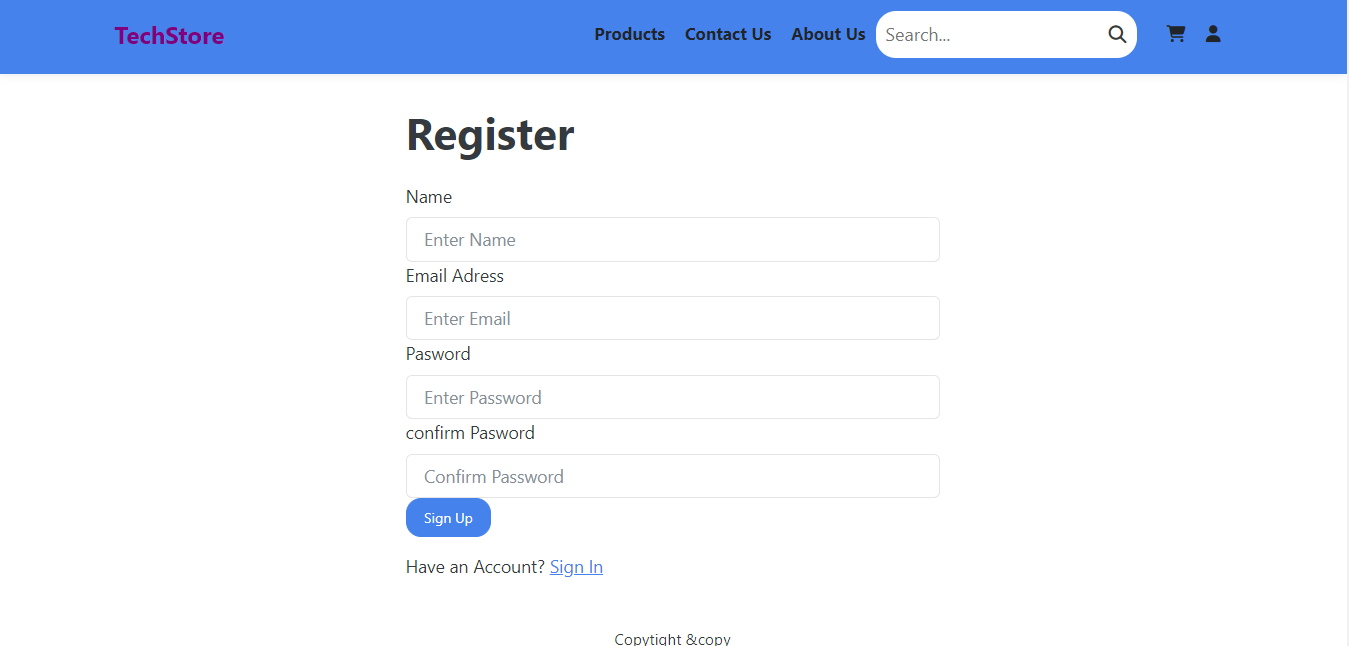 TechStore
Products Contact Us About Us Search...
Register
Name
Enter Name
Email Adress
Enter Email
Pasword
Enter Password
confirm Pasword
Confirm Password
Sign Up
Have an Account? Sign In
Copytight &copy